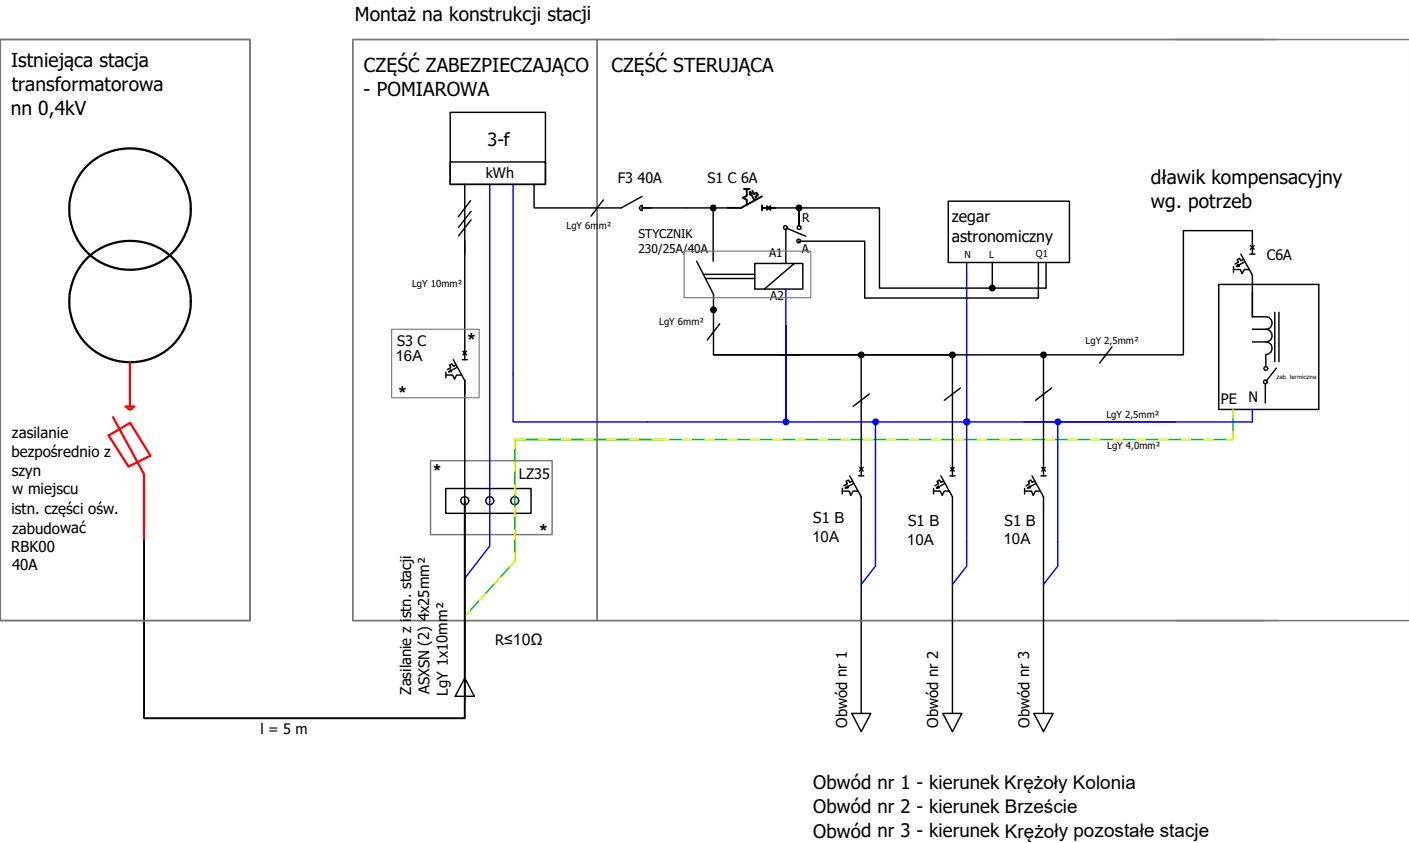 Montaż na konstrukcji stacji
Istniejąca stacja
transformatorowa
nn 0,4kV
zasilanie
bezpośrednio z
szyn
w miejscu
istn. części ośw.
zabudować
RBK00
40A
l = 5 m
CZĘŚĆ ZABEZPIECZAJĄCO
- POMIAROWA
3-f
kWh
LgY 10mm²
S3 C
16A
*
*
*
LZ35
*
Zasilanie z istn. stacji
ASXSN (2) 4x25mm²
LgY 1x10mm²
R≤10Ω
CZĘŚĆ STERUJĄCA
F3 40A
S1 C 6A
LgY 6mm²
STYCZNIK
230/25A/40A
R
A
A1
A2
LgY 6mm²
zegar
astronomiczny
N L Q1
dławik kompensacyjny
wg. potrzeb
C6A
LgY 2,5mm²
zab. termiczne
PE N
LgY 2,5mm²
LgY 4,0mm²
S1 B
10A
S1 B
10A
S1 B
10A
Obwód nr 1
Obwód nr 2
Obwód nr 3
Obwód nr 1 - kierunek Krężoły Kolonia
Obwód nr 2 - kierunek Brzeście
Obwód nr 3 - kierunek Krężoły pozostałe stacje